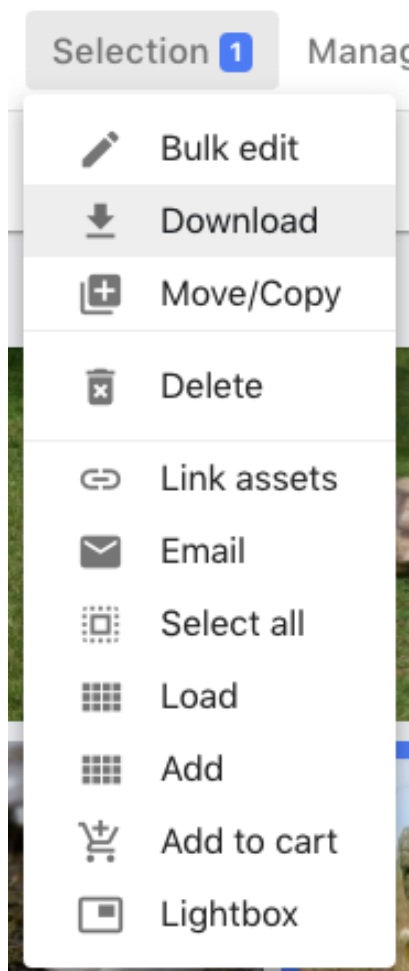 Selection 1
Bulk edit
Download
Move/Copy
Delete
Link assets
Email
Select all
Load
Add
Add to cart
Lightbox